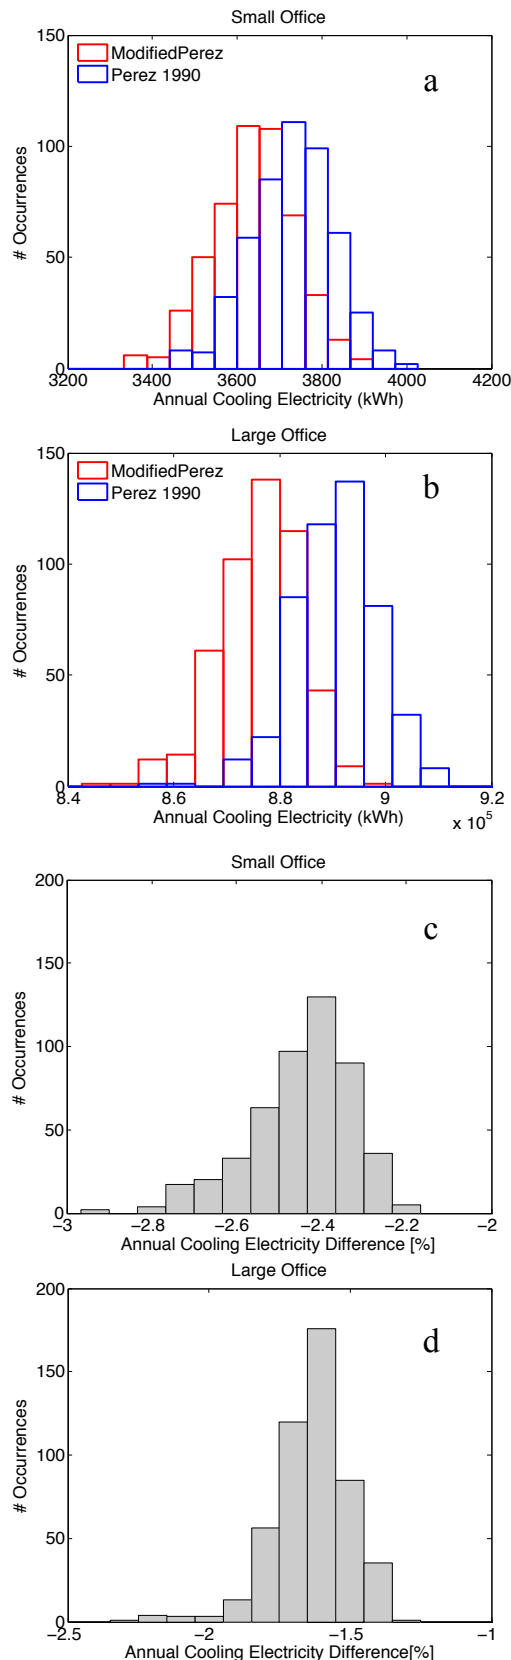 Small Office
150
ModifiedPerez
Perez 1990
a
100
50
0
# Occurrences
3200 3400 3600 3800 4000 4200
Annual Cooling Electricity (kWh)
Large Office
150
ModifiedPerez
Perez 1990
b
100
50
0
# Occurrences
8.4 8.6 8.8 9 9.2
Annual Cooling Electricity (kWh)
x 10^5
Small Office
200
c
150
100
50
0
# Occurrences
−3 −2.8 −2.6 −2.4 −2.2 −2
Annual Cooling Electricity Difference [%]
Large Office
200
d
150
100
50
0
# Occurrences
−2.5 −2 −1.5 −1
Annual Cooling Electricity Difference[%]